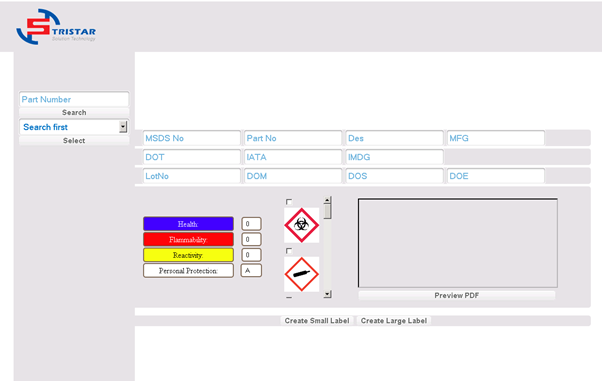 TRISTAR
Solution Technology
Part Number
Search
Search first
Select
MSDS No Part No Des MFG
DOT IATA IMDG
LotNo DOM DOS DOE
Health: 0
Flammability: 0
Reactivity: 0
Personal Protection: A
Preview PDF
Create Small Label Create Large Label